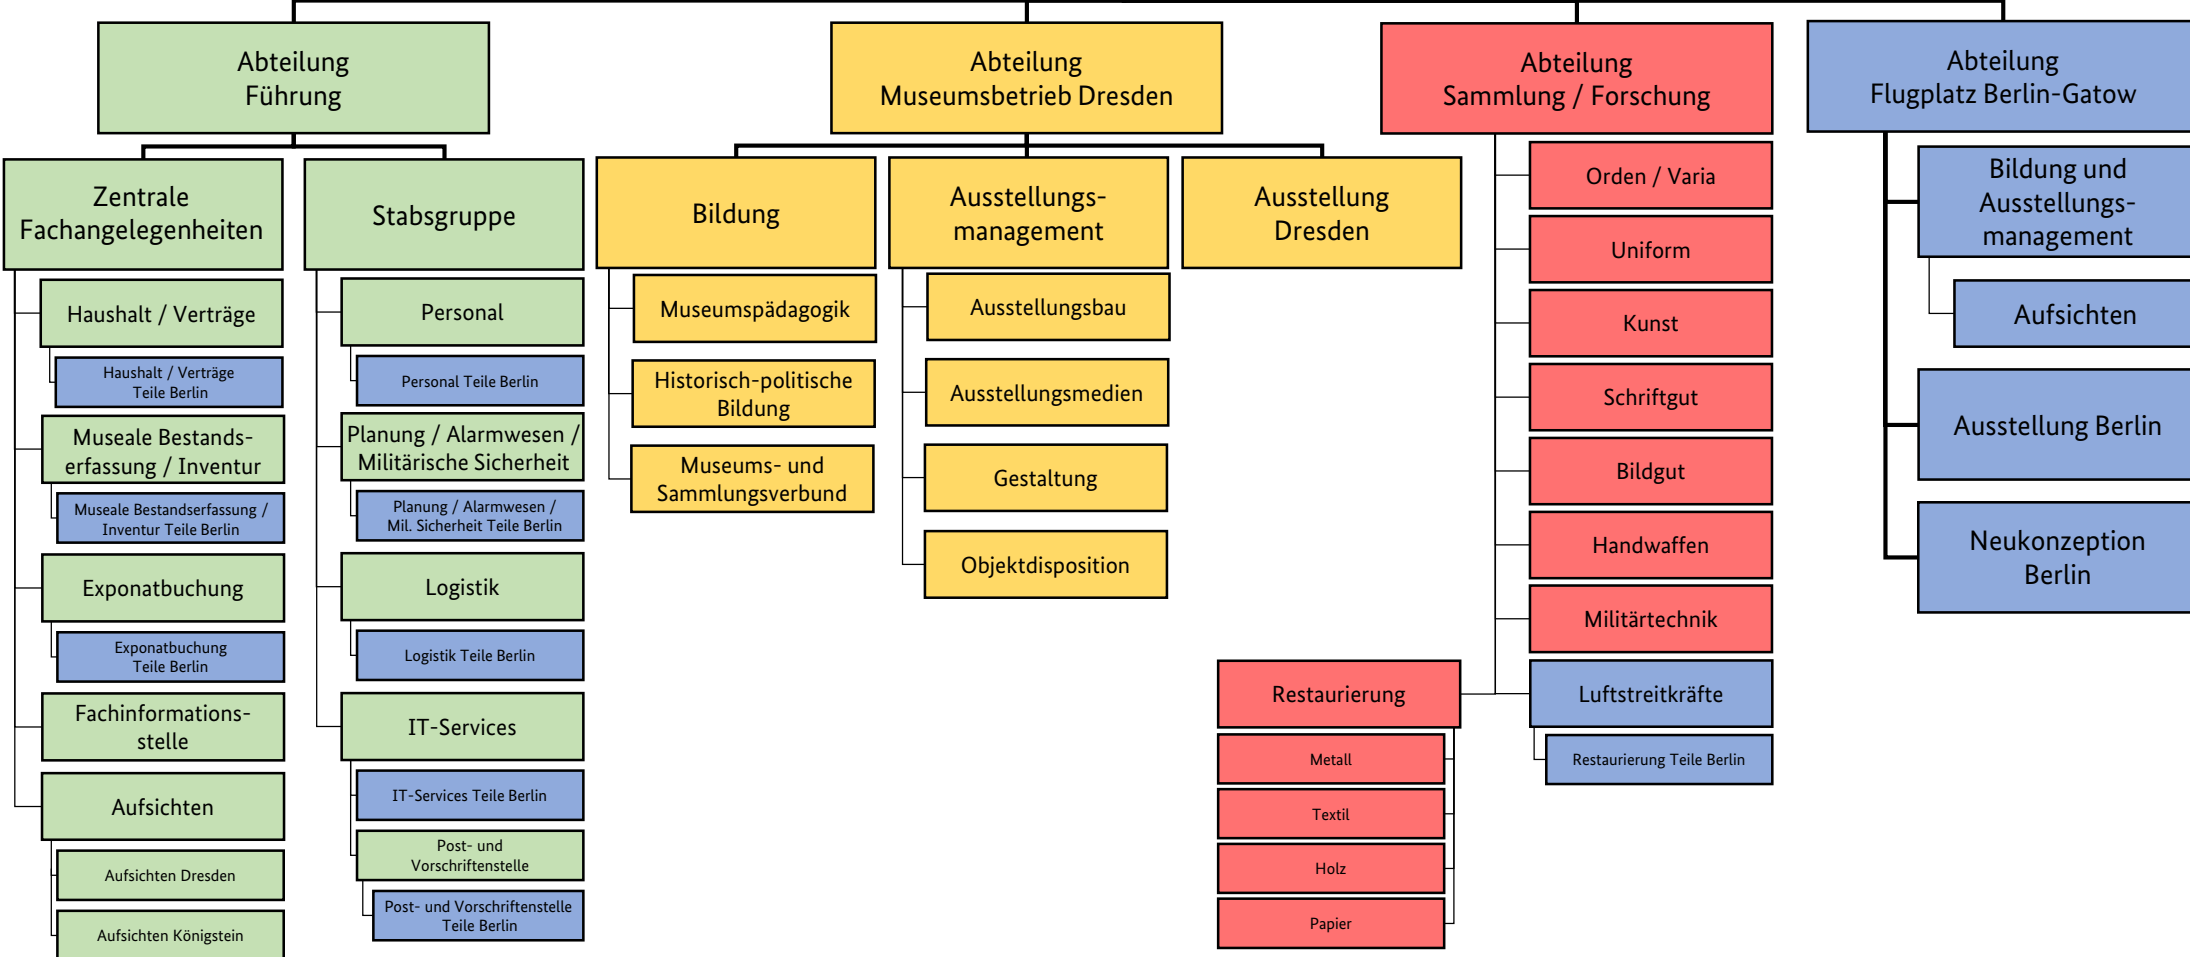 Abteilung
Führung
Zentrale
Fachangelegenheiten
Haushalt / Verträge
Haushalt / Verträge
Teile Berlin
Museale Bestands-
erfassung / Inventur
Museale Bestandserfassung /
Inventur Teile Berlin
Exponatbuchung
Exponatbuchung
Teile Berlin
Fachinformations-
stelle
Aufsichten
Aufsichten Dresden
Aufsichten Königstein
Stabsgruppe
Personal
Personal Teile Berlin
Planung / Alarmwesen /
Militärische Sicherheit
Planung / Alarmwesen /
Mil. Sicherheit Teile Berlin
Logistik
Logistik Teile Berlin
IT-Services
IT-Services Teile Berlin
Post- und
Vorschriftenstelle
Post- und Vorschriftenstelle
Teile Berlin
Abteilung
Museumsbetrieb Dresden
Bildung
Museumspädagogik
Historisch-politische
Bildung
Museums- und
Sammlungsverbund
Ausstellungs-
management
Ausstellungsbau
Ausstellungsmedien
Gestaltung
Objektdisposition
Ausstellung
Dresden
Abteilung
Sammlung / Forschung
Orden / Varia
Uniform
Kunst
Schriftgut
Bildgut
Handwaffen
Militärtechnik
Luftstreitkräfte
Restaurierung Teile Berlin
Restaurierung
Metall
Textil
Holz
Papier
Abteilung
Flugplatz Berlin-Gatow
Bildung und
Ausstellungs-
management
Aufsichten
Ausstellung Berlin
Neukonzeption
Berlin